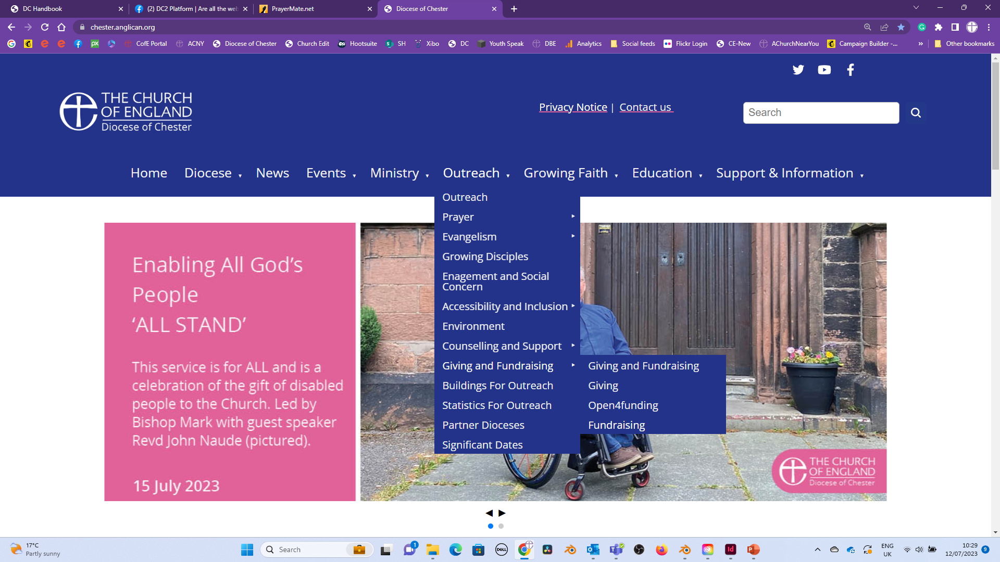 DC Handbook
(2) DC2 Platform | Are all the web
PrayerMate.net
Diocese of Chester
chester.anglican.org
CofE Portal
ACNY
Diocese of Chester
Church Edit
Hootsuite
SH
Xibo
DC
Youth Speak
DBE
Analytics
Social feeds
Flickr Login
CE-New
AChurchNearYou
Campaign Builder -...
»
Other bookmarks
THE CHURCH
OF ENGLAND
Diocese of Chester
Privacy Notice | Contact us
Search
Home
Diocese
News
Events
Ministry
Outreach
Growing Faith
Education
Support & Information
Outreach
Prayer
Evangelism
Growing Disciples
Enagement and Social
Concern
Accessibility and Inclusion
Environment
Counselling and Support
Giving and Fundraising
Buildings For Outreach
Statistics For Outreach
Partner Dioceses
Significant Dates
Giving and Fundraising
Giving
Open4funding
Fundraising
Enabling All God’s
People
‘ALL STAND’
This service is for ALL and is a
celebration of the gift of disabled
people to the Church. Led by
Bishop Mark with guest speaker
Revd John Naude (pictured).
15 July 2023
THE CHURCH
OF ENGLAND
Diocese of Chester
17°C
Partly sunny
Search
1
DELL
Id
ENG
UK
10:29
12/07/2023
9